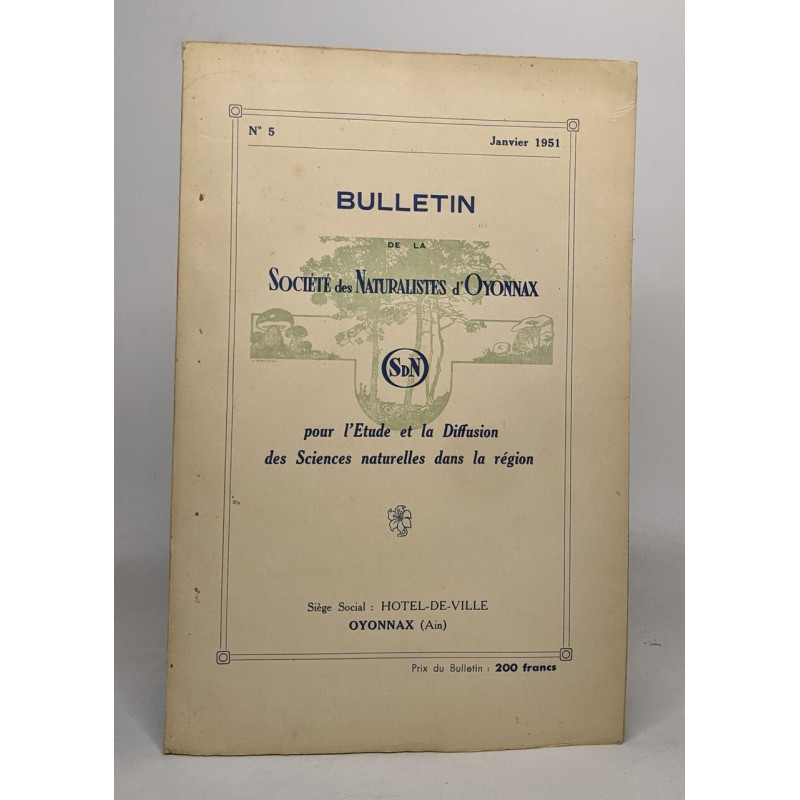 N° 5
Janvier 1951
BULLETIN
DE LA
SOCIÉTÉ des NATURALISTES d'OYONNAX
SDN
pour l'Etude et la Diffusion
des Sciences naturelles dans la région
Siège Social : HOTEL-DE-VILLE
OYONNAX (Ain)
Prix du Bulletin : 200 francs